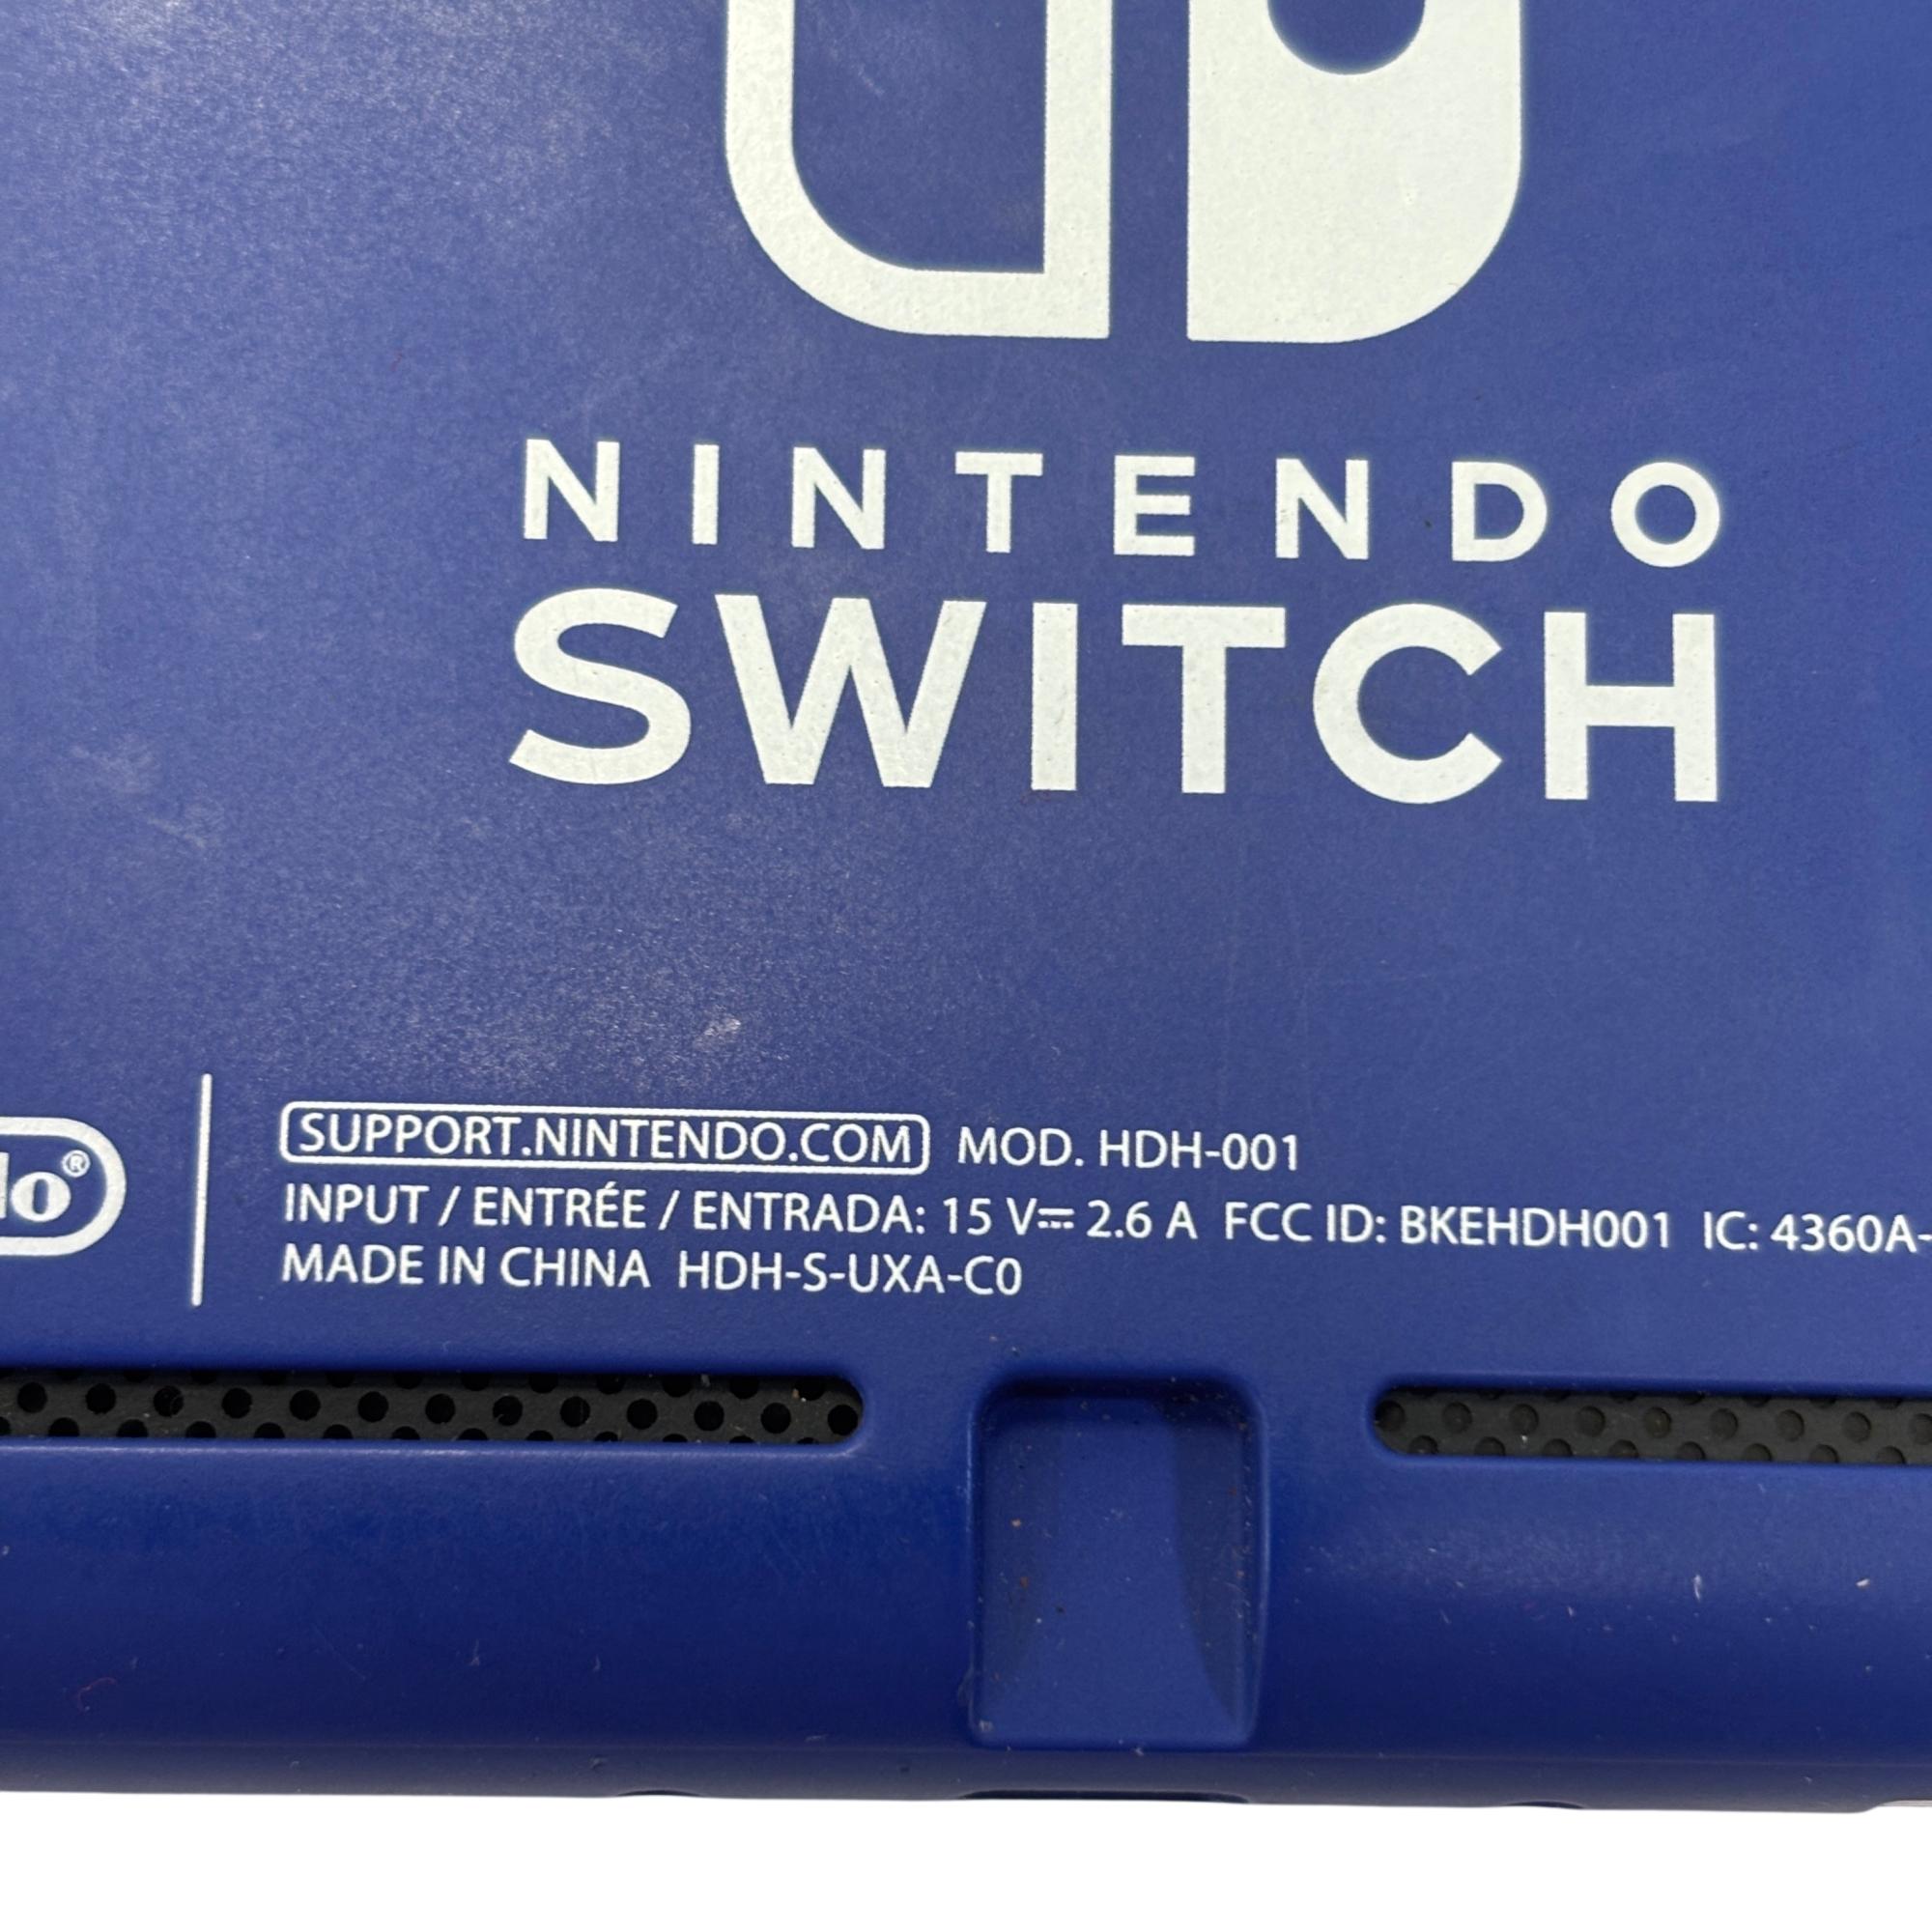 NINTENDO
SWITCH
SUPPORT.NINTENDO.COM MOD. HDH-001
INPUT / ENTRÉE / ENTRADA: 15 V⎓ 2.6 A FCC ID: BKEHDH001 IC: 4360A-
MADE IN CHINA HDH-S-UXA-C0